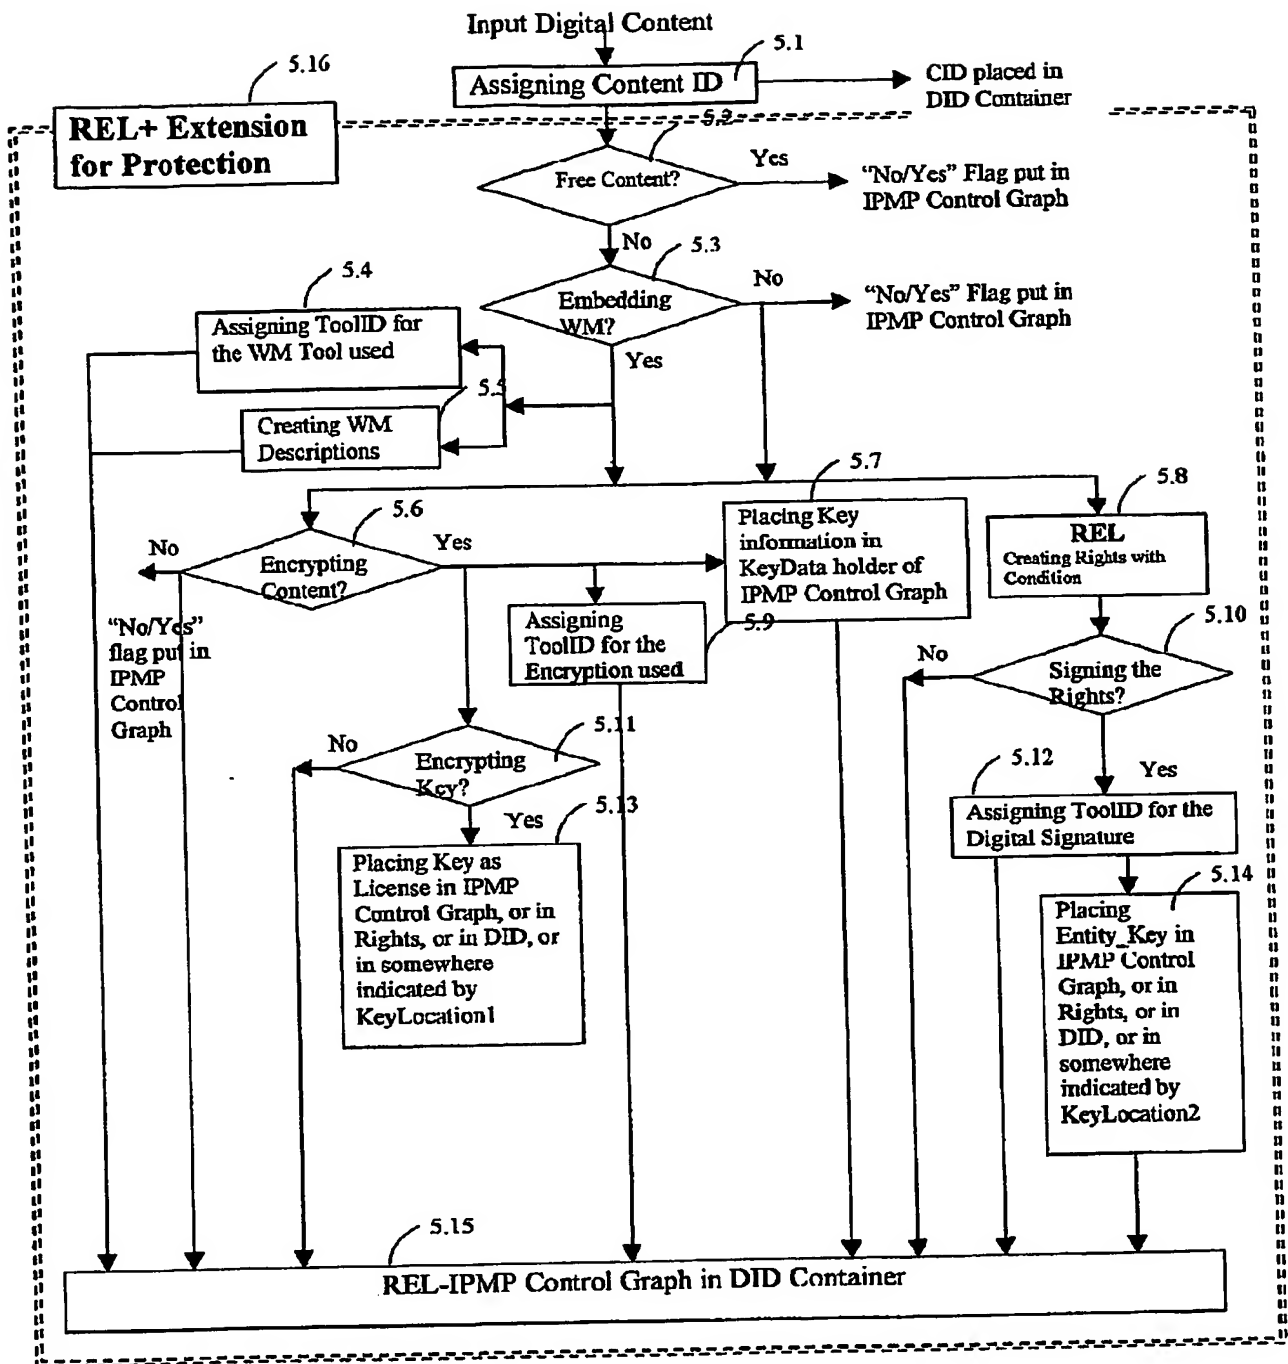 Input Digital Content
5.1
5.16
Assigning Content ID
CID placed in
DID Container
REL+ Extension
for Protection
5.2
Free Content?
Yes
"No/Yes" Flag put in
IPMP Control Graph
No
5.3
5.4
Embedding
WM?
No
"No/Yes" Flag put in
IPMP Control Graph
Assigning ToolID for
the WM Tool used
Yes
5.5
Creating WM
Descriptions
5.7
5.8
5.6
Placing Key
information in
KeyData holder of
IPMP Control Graph
REL
Creating Rights with
Condition
No
Encrypting
Content?
Yes
"No/Yes"
flag put in
IPMP
Control
Graph
Assigning
ToolID for the
Encryption used
5.9
5.10
No
Signing the
Rights?
5.11
No
Encrypting
Key?
5.12
Yes
5.13
Yes
Assigning ToolID for the
Digital Signature
Placing Key as
License in IPMP
Control Graph, or in
Rights, or in DID, or
in somewhere
indicated by
KeyLocation1
5.14
Placing
Entity_Key in
IPMP Control
Graph, or in
Rights, or in
DID, or in
somewhere
indicated by
KeyLocation2
5.15
REL-IPMP Control Graph in DID Container